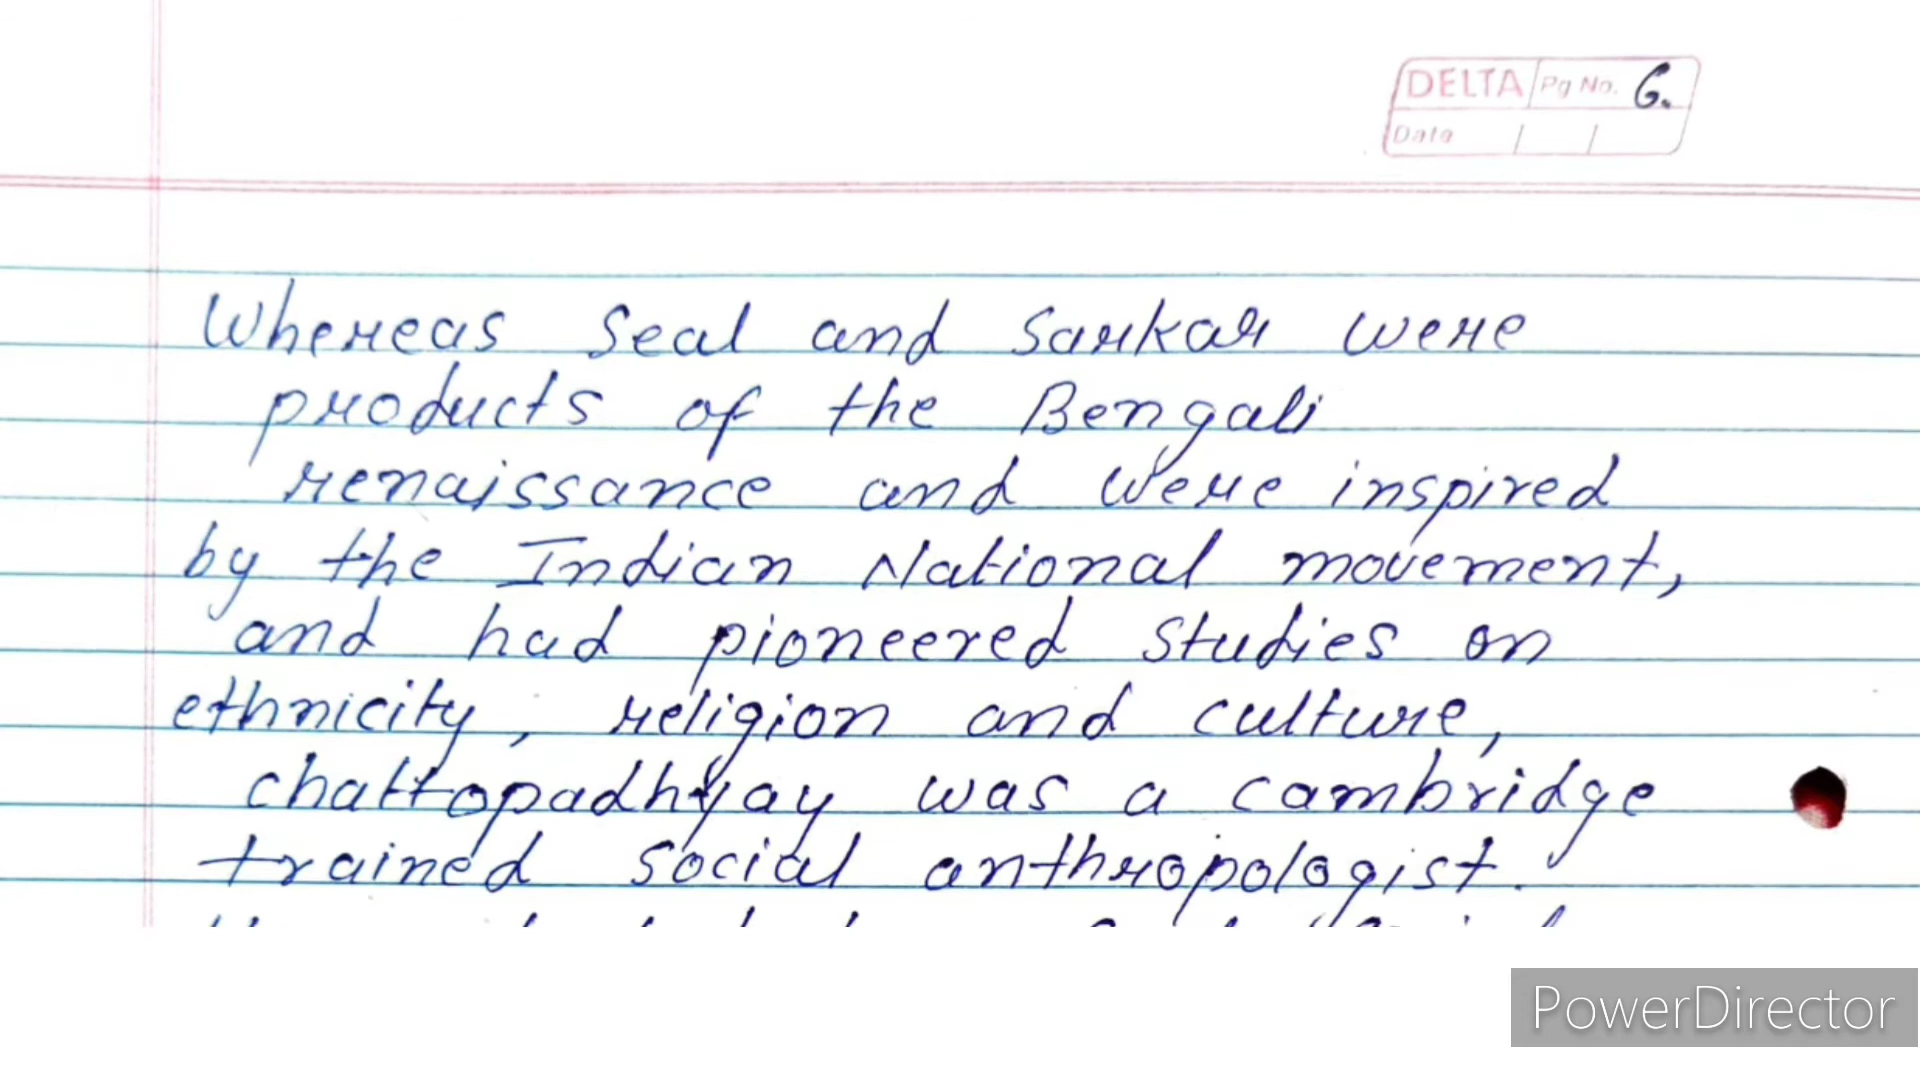 DELTA Pg No. 6.
Date / /
Whereas Seal and Sarkar were
products of the Bengali
renaissance and were inspired
by the Indian National movement,
and had pioneered studies on
ethnicity, religion and culture,
chattopadhyay was a cambridge
trained social anthropologist.
PowerDirector